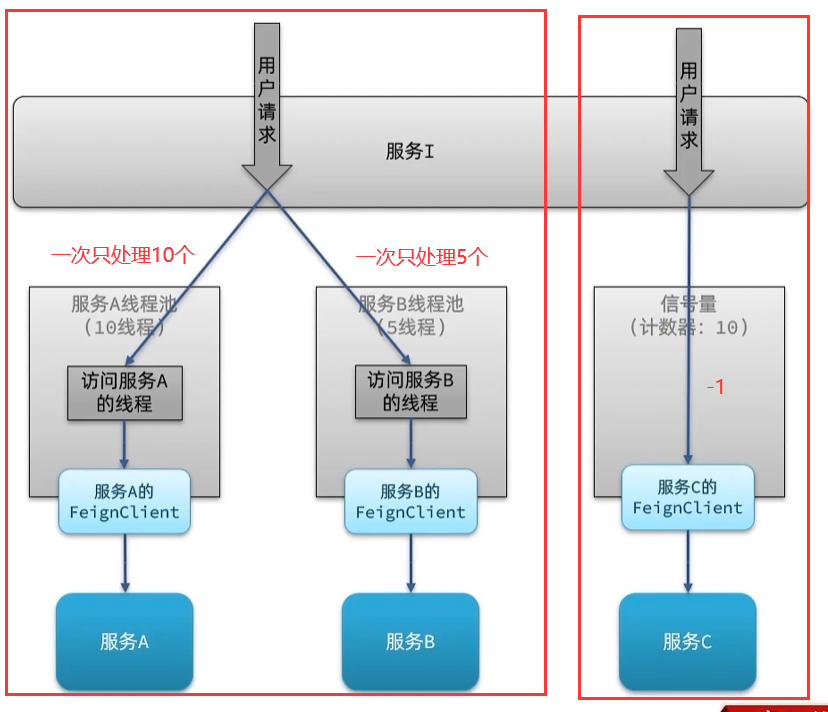 用户请求
用户请求
服务I
一次只处理10个
一次只处理5个
服务A线程池
(10线程)
服务B线程池
(5线程)
信号量
(计数器: 10)
访问服务A
的线程
访问服务B
的线程
-1
服务A的
FeignClient
服务B的
FeignClient
服务C的
FeignClient
服务A
服务B
服务C